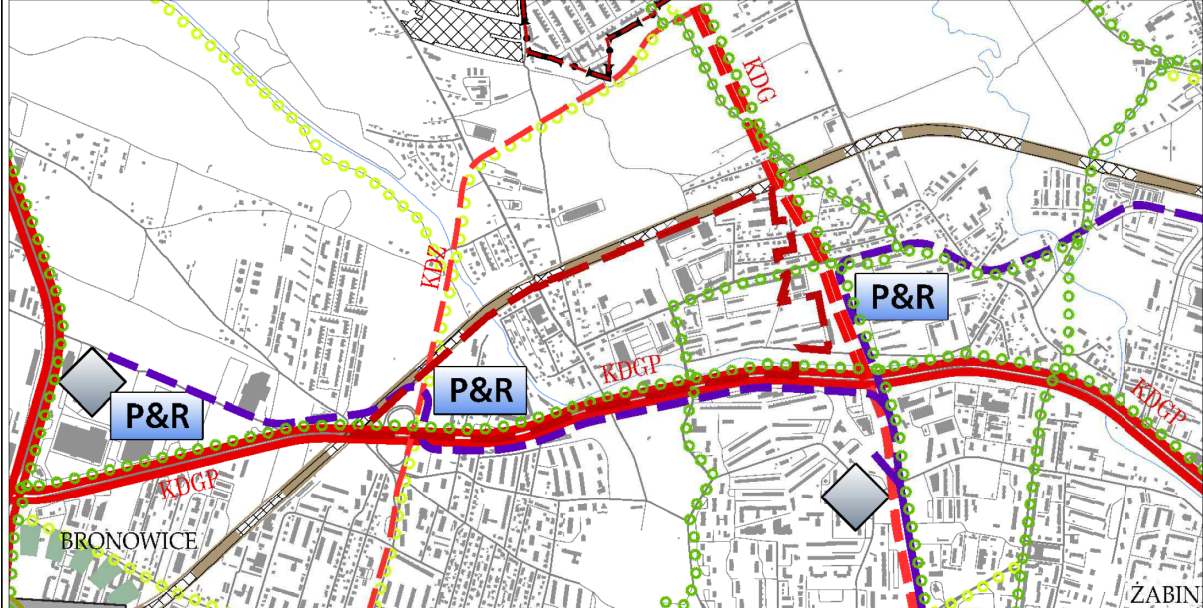 KDG
KDZ
P&R
KDGP
P&R
P&R
KDGP
KDGP
BRONOWICE
ŻABIN